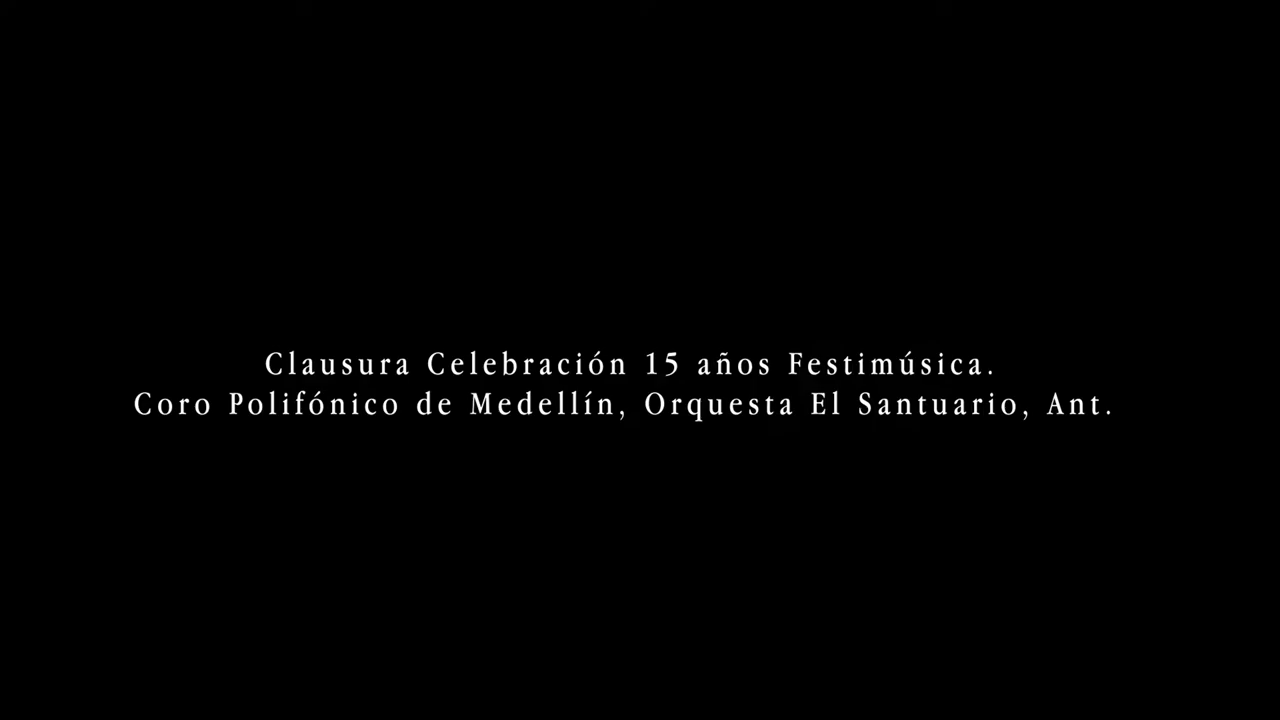 Clausura Celebración 15 años Festimúsica.
Coro Polifónico de Medellín, Orquesta El Santuario, Ant.